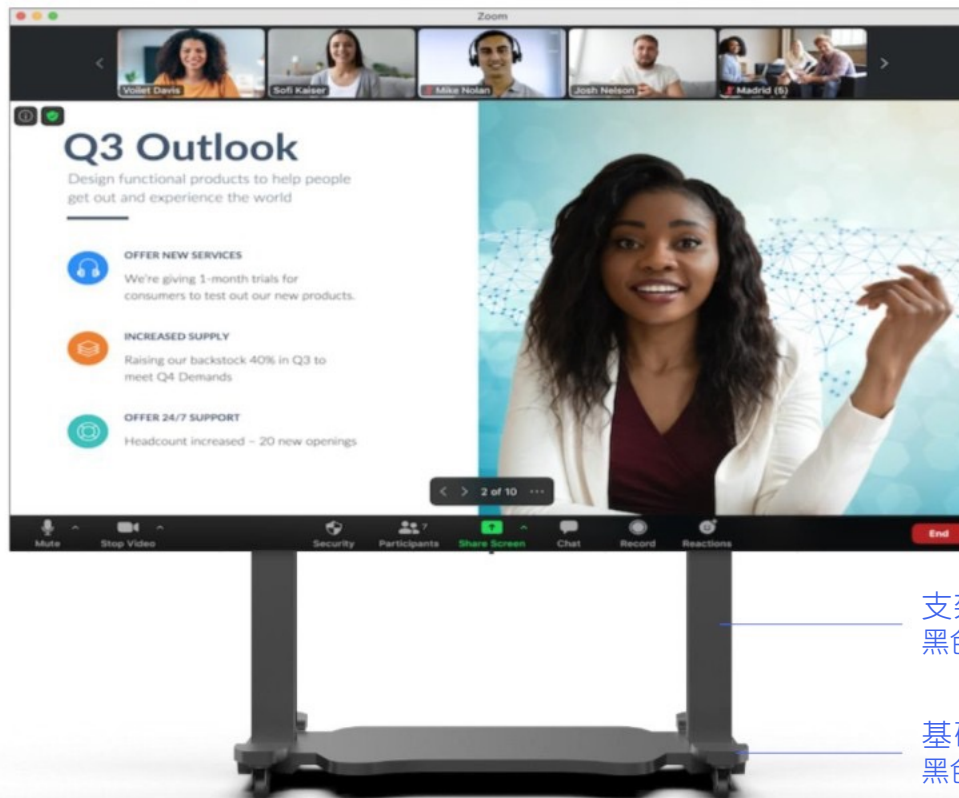 Zoom
Voilet Davis
Sofi Kaiser
Mike Nolan
Josh Nelson
Madrid (5)
Q3 Outlook
Design functional products to help people
get out and experience the world
OFFER NEW SERVICES
We're giving 1-month trials for
consumers to test out our new products.
INCREASED SUPPLY
Raising our backstock 40% in Q3 to
meet Q4 Demands
OFFER 24/7 SUPPORT
Headcount increased – 20 new openings
2 of 10
Mute
Stop Video
Security
Participants
7
Share Screen
Chat
Record
Reactions
End
支
黑
基
黑